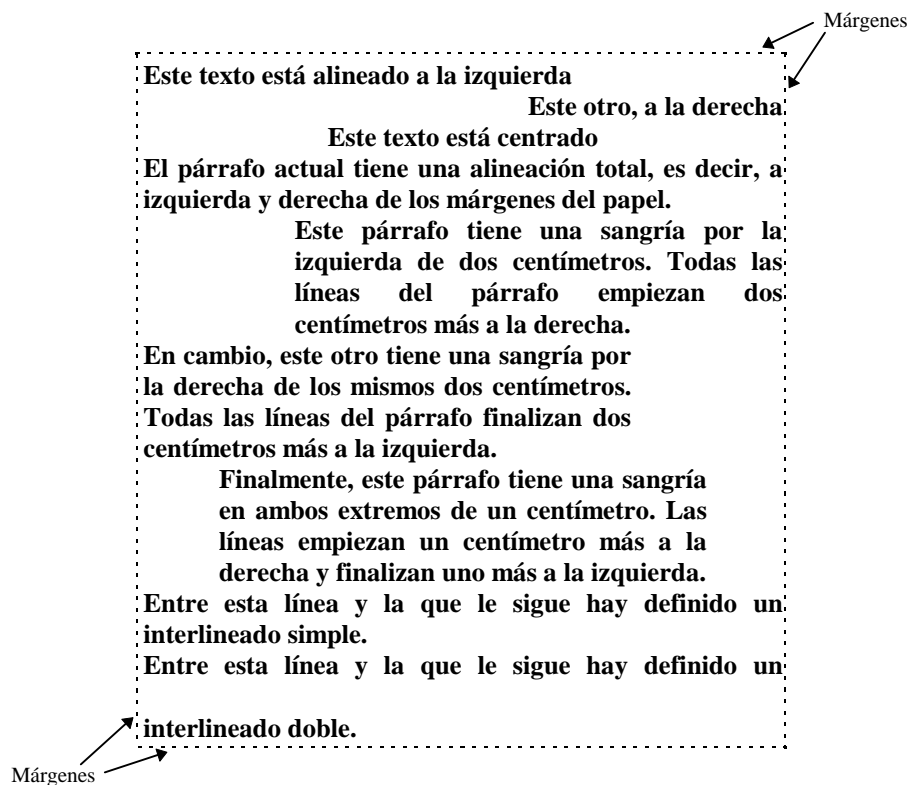 Márgenes
Este texto está alineado a la izquierda
Este otro, a la derecha
Este texto está centrado
El párrafo actual tiene una alineación total, es decir, a
izquierda y derecha de los márgenes del papel.
Este párrafo tiene una sangría por la
izquierda de dos centímetros. Todas las
líneas del párrafo empiezan dos
centímetros más a la derecha.
En cambio, este otro tiene una sangría por
la derecha de los mismos dos centímetros.
Todas las líneas del párrafo finalizan dos
centímetros más a la izquierda.
Finalmente, este párrafo tiene una sangría
en ambos extremos de un centímetro. Las
líneas empiezan un centímetro más a la
derecha y finalizan uno más a la izquierda.
Entre esta línea y la que le sigue hay definido un
interlineado simple.
Entre esta línea y la que le sigue hay definido un
interlineado doble.
Márgenes